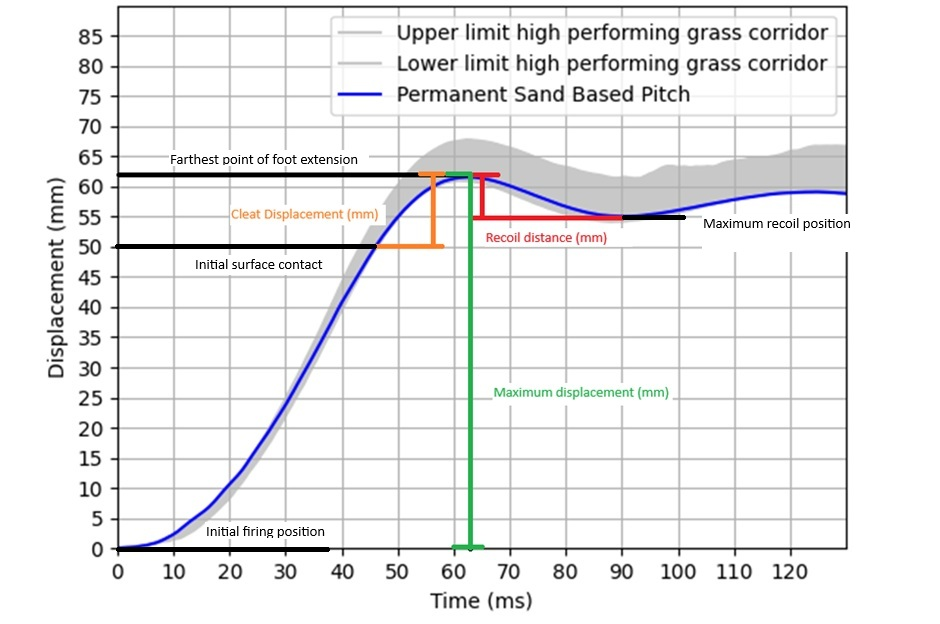 Upper limit high performing grass corridor
Lower limit high performing grass corridor
Permanent Sand Based Pitch
Farthest point of foot extension
Cleat Displacement (mm)
Maximum recoil position
Recoil distance (mm)
Initial surface contact
Maximum displacement (mm)
Initial firing position
Displacement (mm)
85
80
75
70
65
60
55
50
45
40
35
30
25
20
15
10
5
0
0 10 20 30 40 50 60 70 80 90 100 110 120
Time (ms)